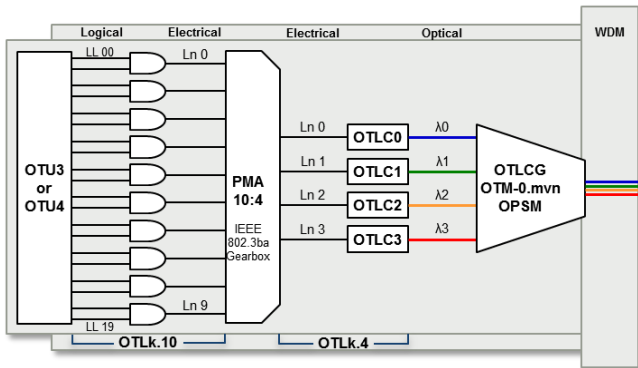 Logical
Electrical
Electrical
Optical
WDM
LL 00
Ln 0
OTU3
or
OTU4
LL 19
Ln 9
PMA
10:4
IEEE
802.3ba
Gearbox
Ln 0
OTLC0
λ0
Ln 1
OTLC1
λ1
Ln 2
OTLC2
λ2
Ln 3
OTLC3
λ3
OTLCG
OTM-0.mvn
OPSM
OTLk.10
OTLk.4